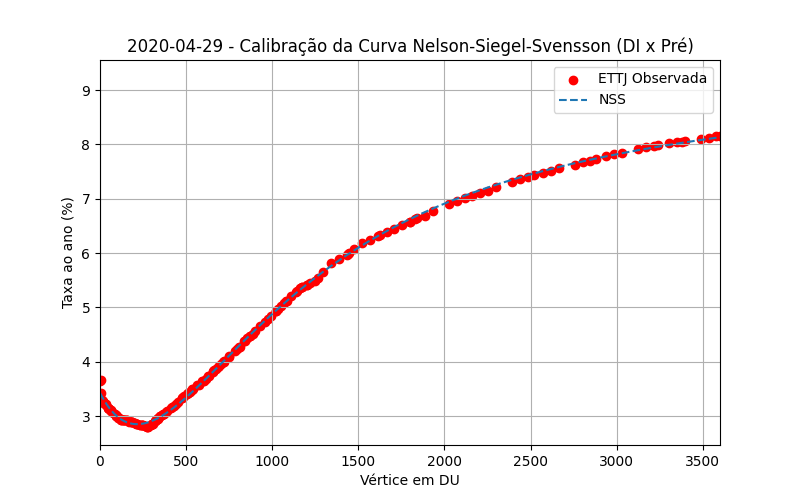 2020-04-29 - Calibração da Curva Nelson-Siegel-Svensson (DI x Pré)
ETTJ Observada
NSS
Taxa ao ano (%)
9
8
7
6
5
4
3
0 500 1000 1500 2000 2500 3000 3500
Vértice em DU